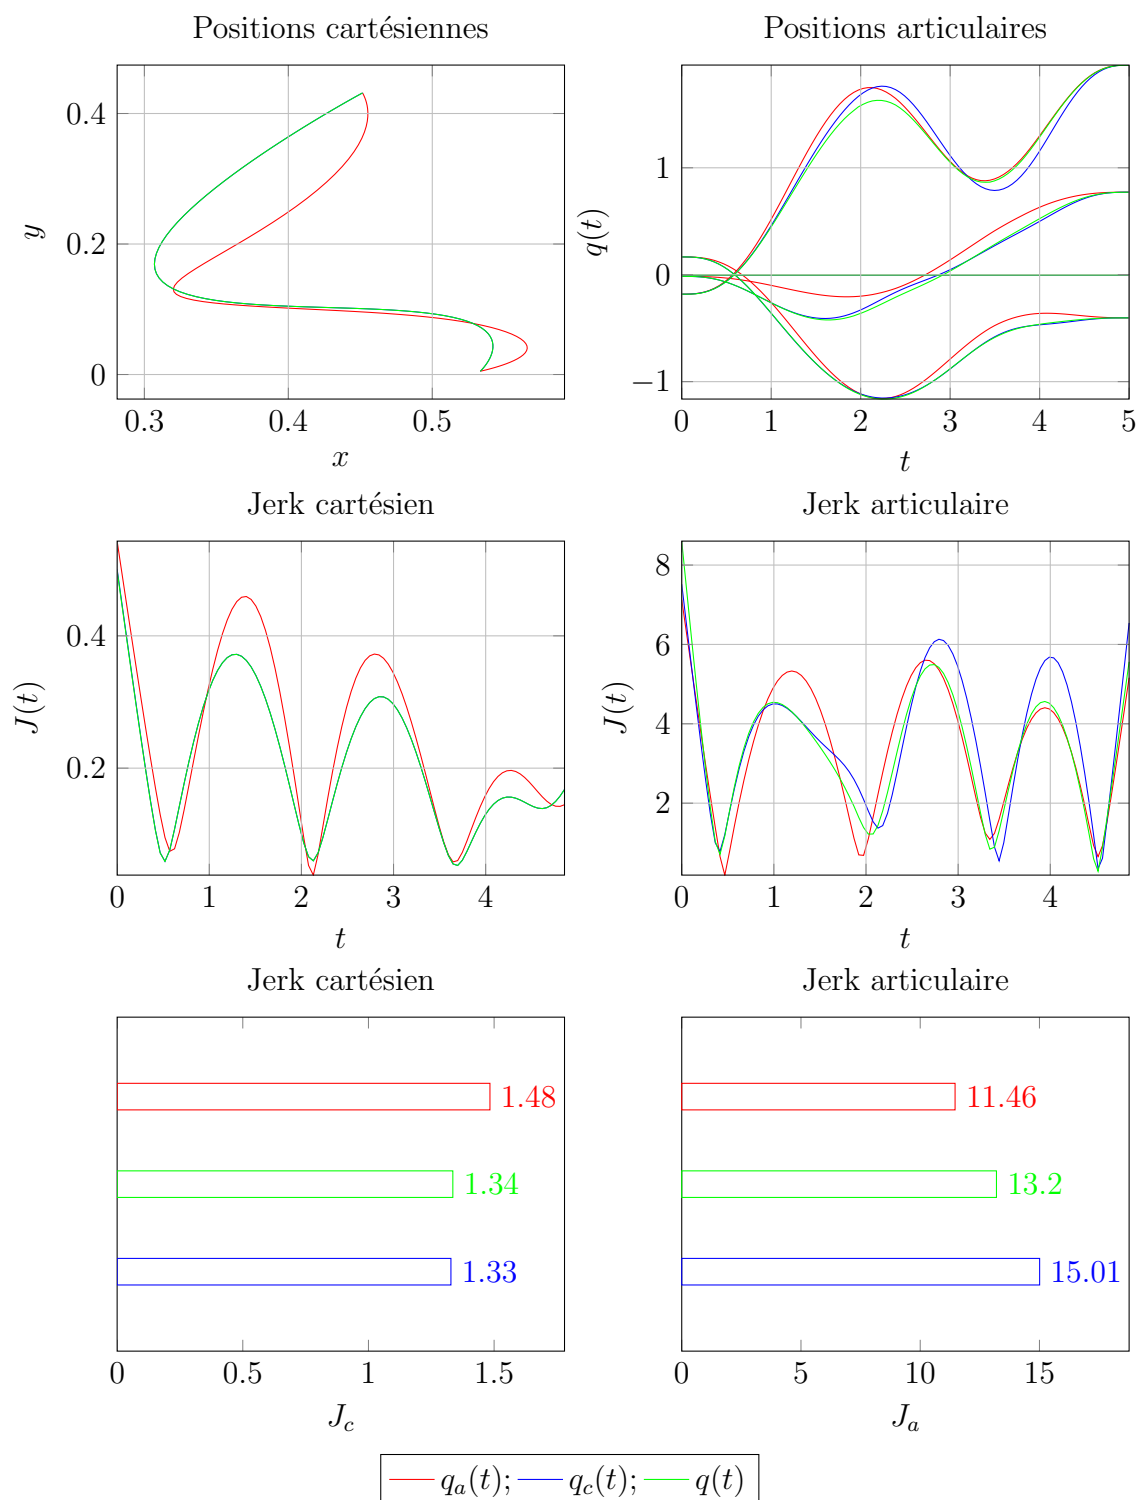 Positions cartésiennes
0.4
0.2
0
y
0.3 0.4 0.5
x
Positions articulaires
1
0
−1
q(t)
0 1 2 3 4 5
t
Jerk cartésien
0.4
0.2
J(t)
0 1 2 3 4
t
Jerk articulaire
8
6
4
2
J(t)
0 1 2 3 4
t
Jerk cartésien
1.48
1.34
1.33
0 0.5 1 1.5
J_c
Jerk articulaire
11.46
13.2
15.01
0 5 10 15
J_a
q_a(t); q_c(t); q(t)